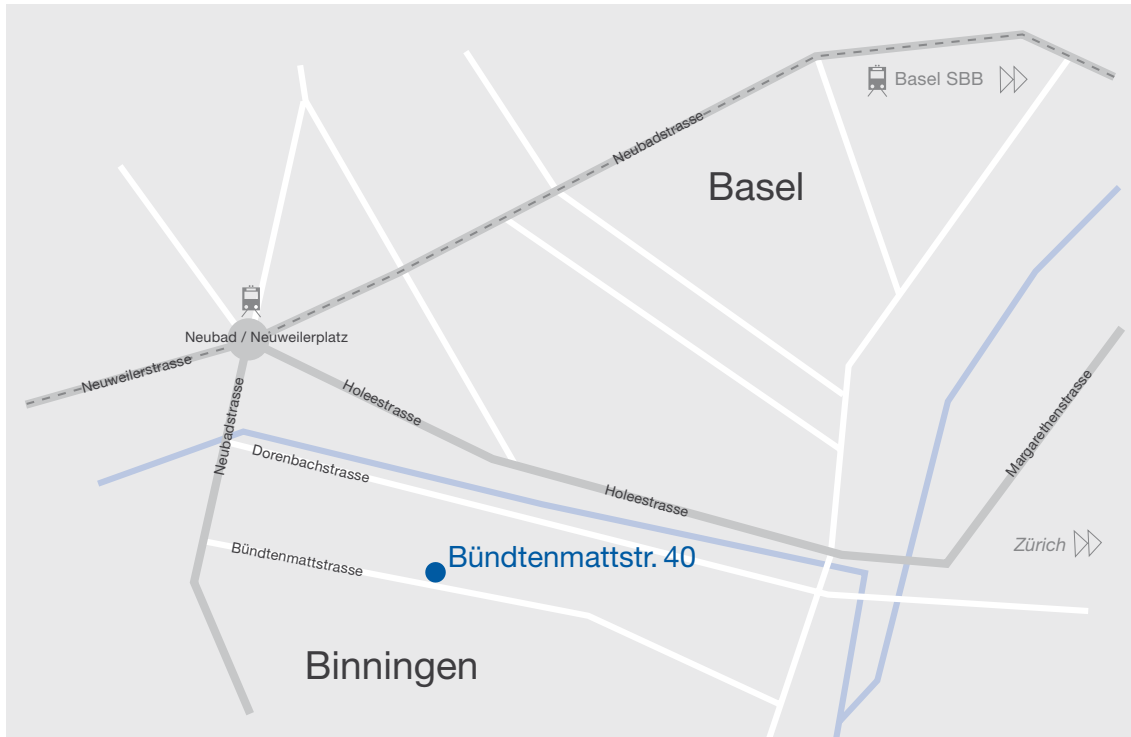 Basel SBB
Neubadstrasse
Basel
Neubad / Neuweilerplatz
Neuweilerstrasse
Holeestrasse
Neubadstrasse
Margarethenstrasse
Dorenbachstrasse
Holeestrasse
Zürich
Bündtenmattstrasse
Bündtenmattstr. 40
Binningen